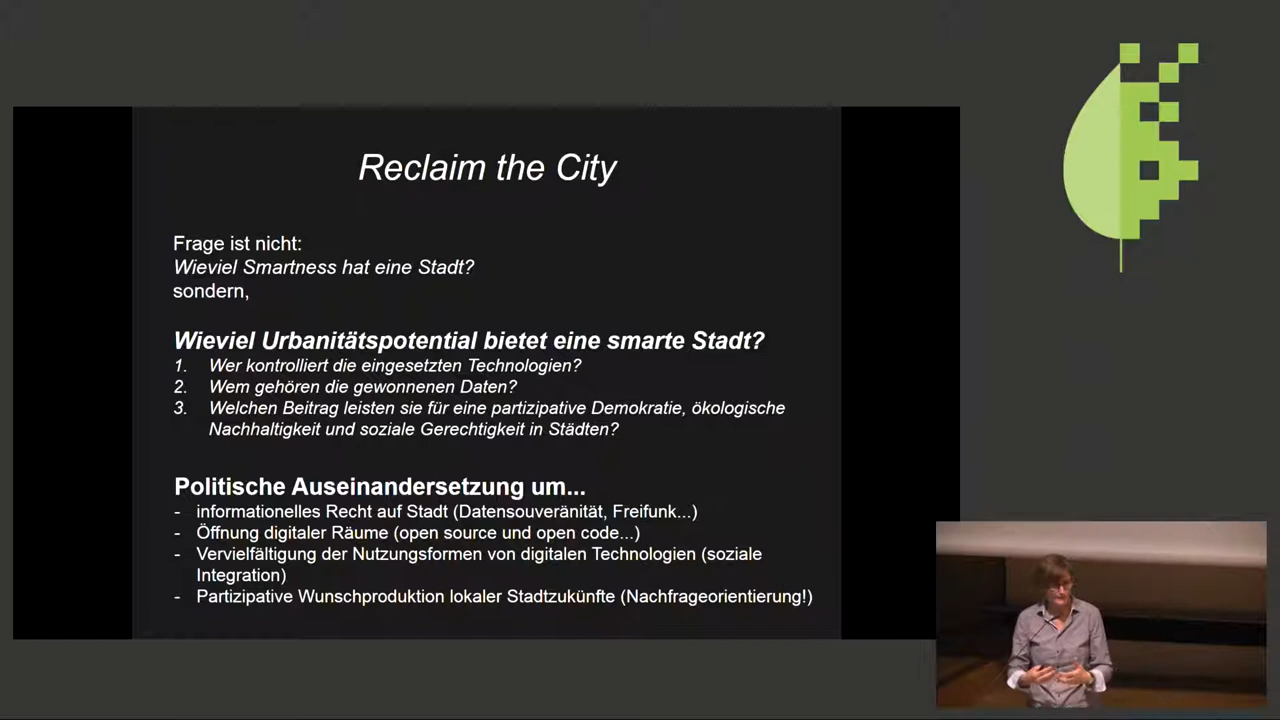 Reclaim the City
Frage ist nicht:
Wieviel Smartness hat eine Stadt?
sondern,
Wieviel Urbanitätspotential bietet eine smarte Stadt?
1. Wer kontrolliert die eingesetzten Technologien?
2. Wem gehören die gewonnenen Daten?
3. Welchen Beitrag leisten sie für eine partizipative Demokratie, ökologische
Nachhaltigkeit und soziale Gerechtigkeit in Städten?
Politische Auseinandersetzung um...
- informationelles Recht auf Stadt (Datensouveränität, Freifunk...)
- Öffnung digitaler Räume (open source und open code...)
- Vervielfältigung der Nutzungsformen von digitalen Technologien (soziale
Integration)
- Partizipative Wunschproduktion lokaler Stadtzukünfte (Nachfrageorientierung!)